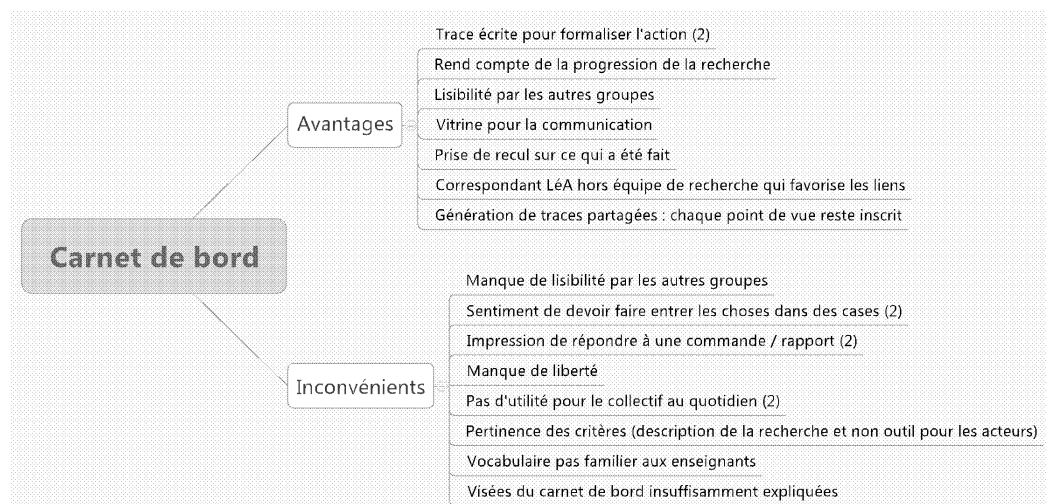 Carnet de bord
Avantages
Trace écrite pour formaliser l'action (2)
Rend compte de la progression de la recherche
Lisibilité par les autres groupes
Vitrine pour la communication
Prise de recul sur ce qui a été fait
Correspondant LéA hors équipe de recherche qui favorise les liens
Génération de traces partagées : chaque point de vue reste inscrit
Inconvénients
Manque de lisibilité par les autres groupes
Sentiment de devoir faire entrer les choses dans des cases (2)
Impression de répondre à une commande / rapport (2)
Manque de liberté
Pas d'utilité pour le collectif au quotidien (2)
Pertinence des critères (description de la recherche et non outil pour les acteurs)
Vocabulaire pas familier aux enseignants
Visées du carnet de bord insuffisamment expliquées